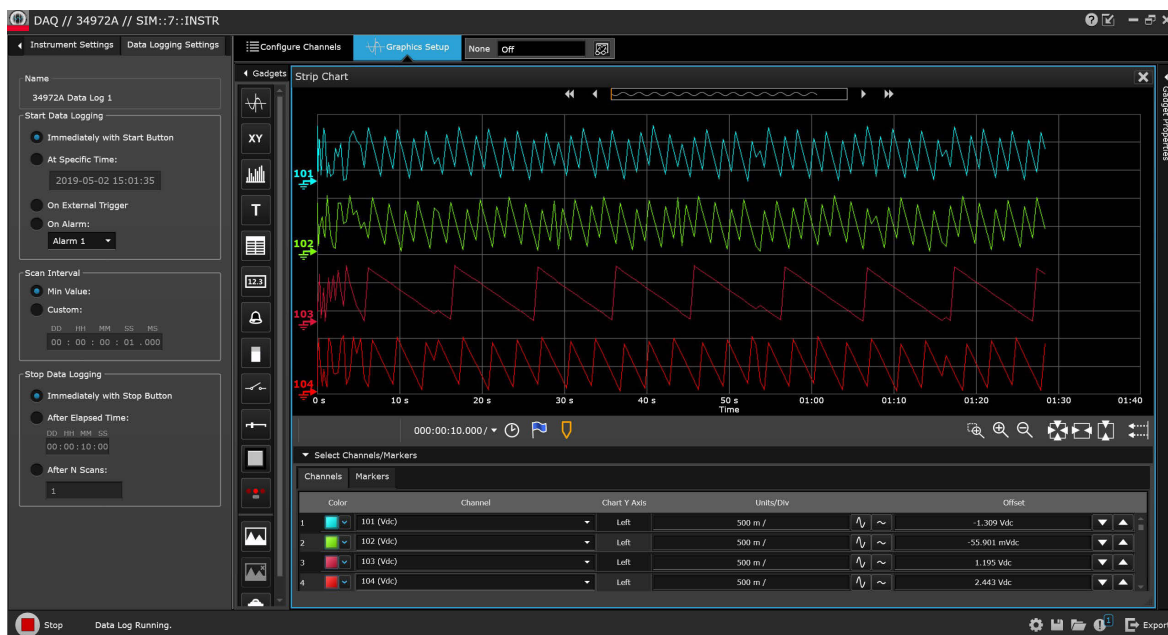 DAQ // 34972A // SIM::7::INSTR
Instrument Settings Data Logging Settings
Configure Channels Graphics Setup None Off
Name
34972A Data Log 1
Start Data Logging
Immediately with Start Button
At Specific Time:
2019-05-02 15:01:35
On External Trigger
On Alarm:
Alarm 1
Scan Interval
Min Value:
Custom:
DD HH MM SS MS
00 : 00 : 00 : 01 . 000
Stop Data Logging
Immediately with Stop Button
After Elapsed Time:
DD HH MM SS
00:00:10:00
After N Scans:
1
Gadgets
XY
T
12.3
Strip Chart
101
102
103
104
0 s 10 s 20 s 30 s 40 s 50 s 01:00 01:10 01:20 01:30 01:40
Time
000:00:10.000/
Select Channels/Markers
Channels Markers
Color Channel Chart Y Axis Units/Div Offset
1 101 (Vdc) Left 500 m / -1.309 Vdc
2 102 (Vdc) Left 500 m / -55.901 mVdc
3 103 (Vdc) Left 500 m / 1.195 Vdc
4 104 (Vdc) Left 500 m / 2.443 Vdc
Gadget Properties
Stop Data Log Running.
1
Export